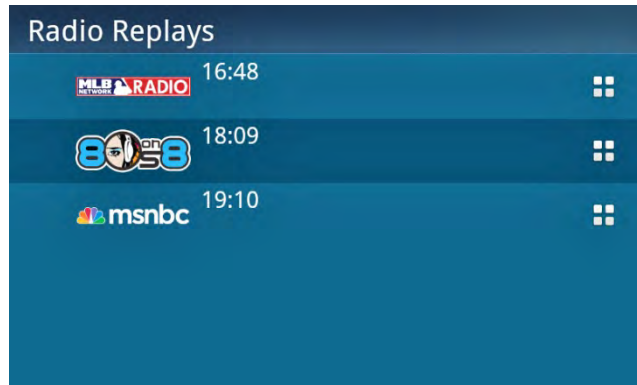 Radio Replays
MLB NETWORK RADIO
16:48
80s on 8
18:09
msnbc
19:10